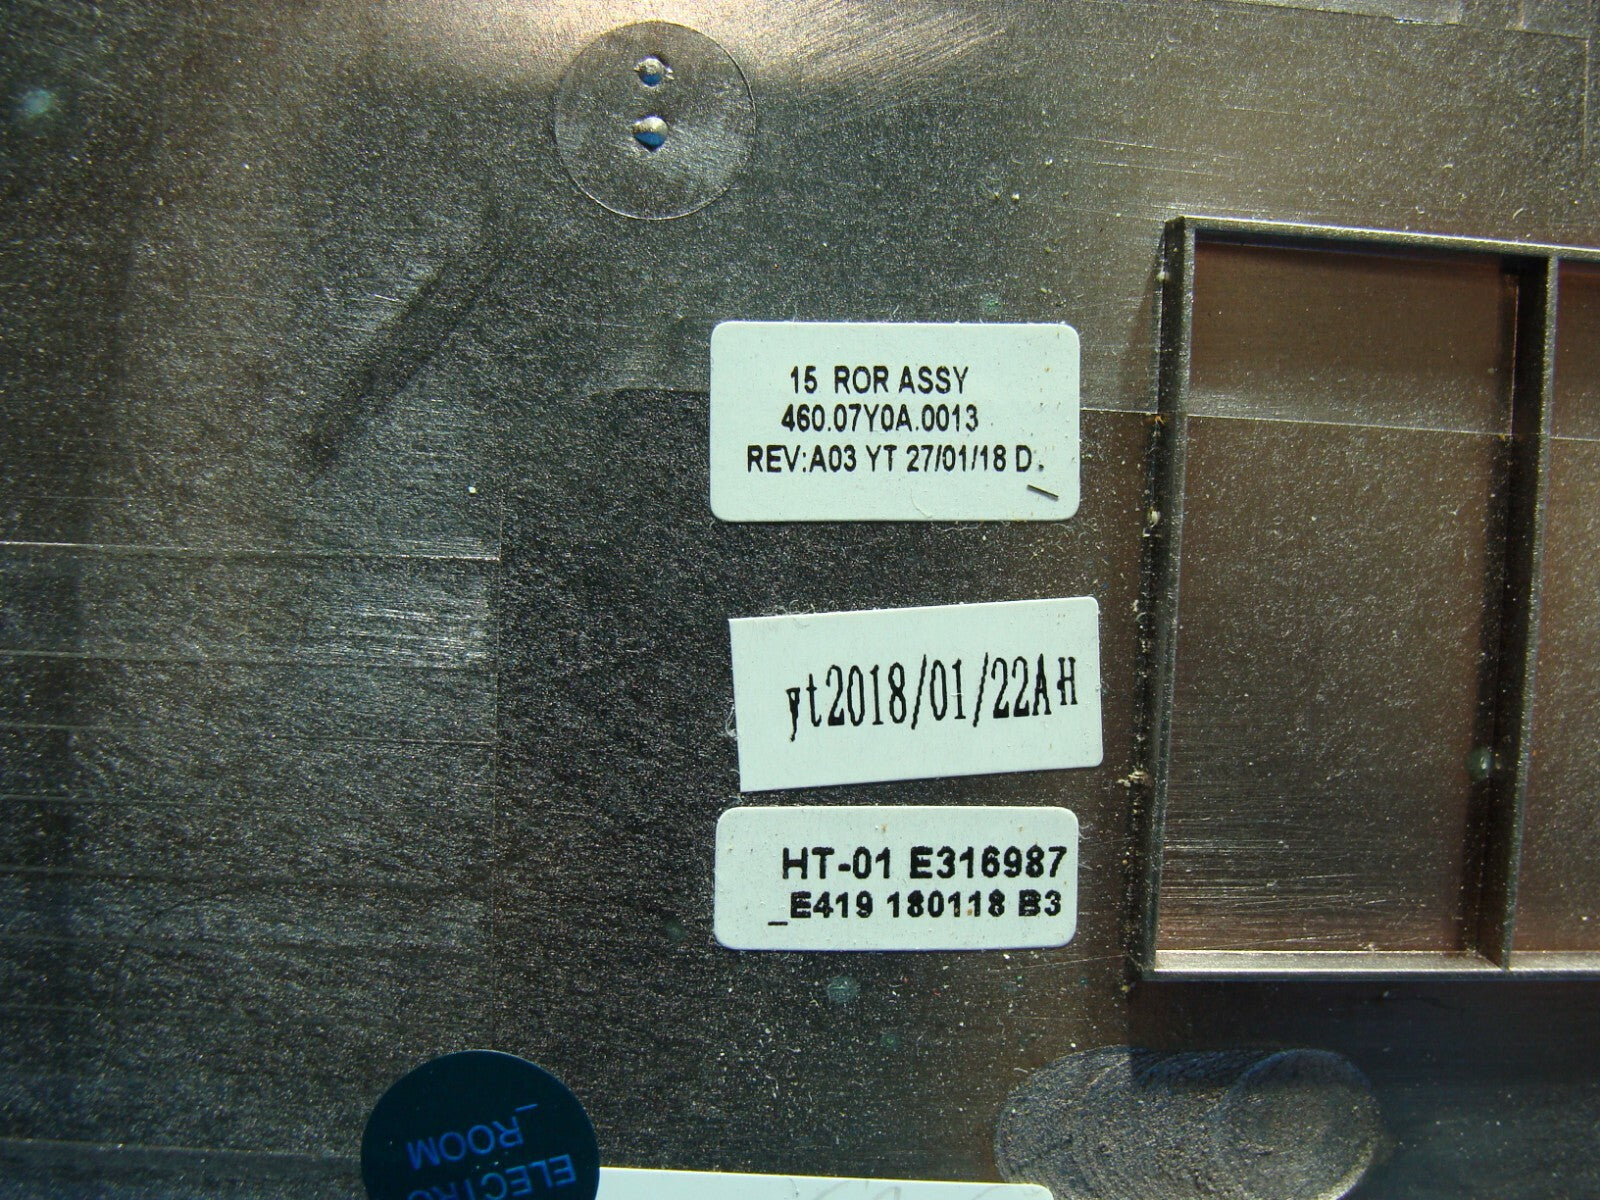 15 ROR ASSY
460.07Y0A.0013
REV:A03 YT 27/01/18 D.
yt2018/01/22AH
HT-01 E316987
_E419 180118 B3
ELECTRO
_ROOM